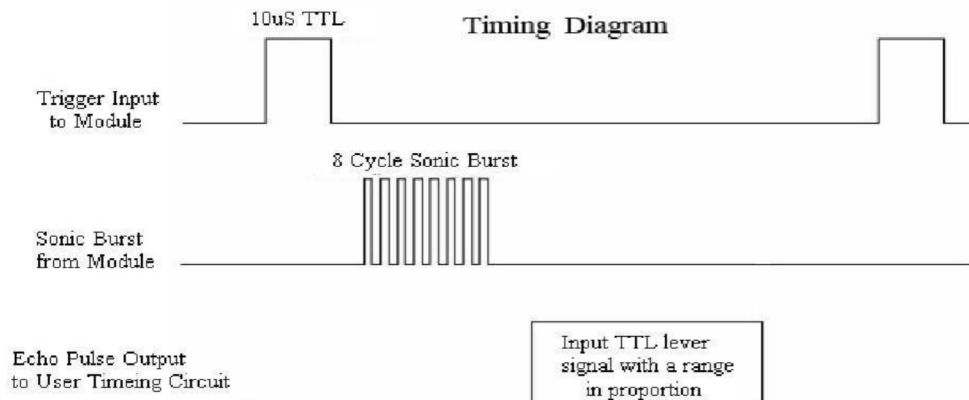 10uS TTL
Timing Diagram
Trigger Input
to Module
8 Cycle Sonic Burst
Sonic Burst
from Module
Echo Pulse Output
to User Timeing Circuit
Input TTL lever
signal with a range
in proportion